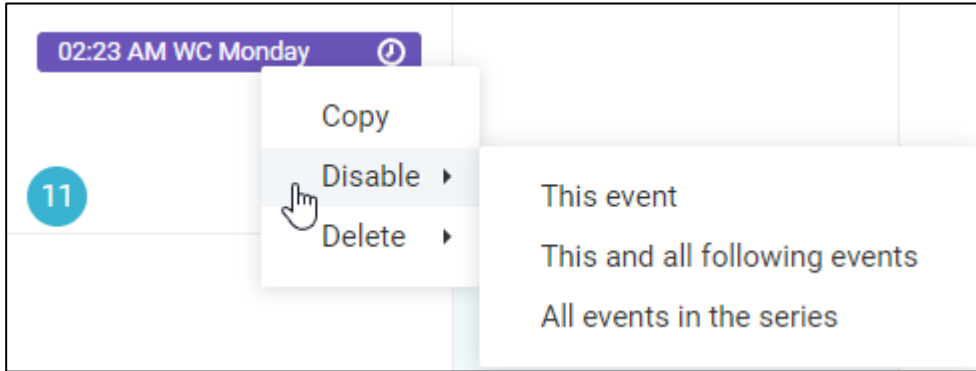 02:23 AM WC Monday
Copy
Disable
This event
11
Delete
This and all following events
All events in the series